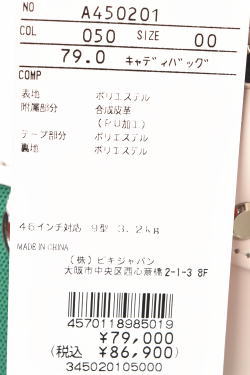 NO A450201
COL 050 SIZE 00
79.0 キャディバッグ
COMP
表地 ポリエステル
附属部分 合成皮革
(PU加工)
テープ部分 ポリエステル
裏地 ポリエステル
46インチ対応 9型 3.2kg
MADE IN CHINA
(株)ピキジャパン
大阪市中央区西心斎橋2-1-3 8F
4570118985019
¥79,000
(税込 ¥86,900)
345020105000